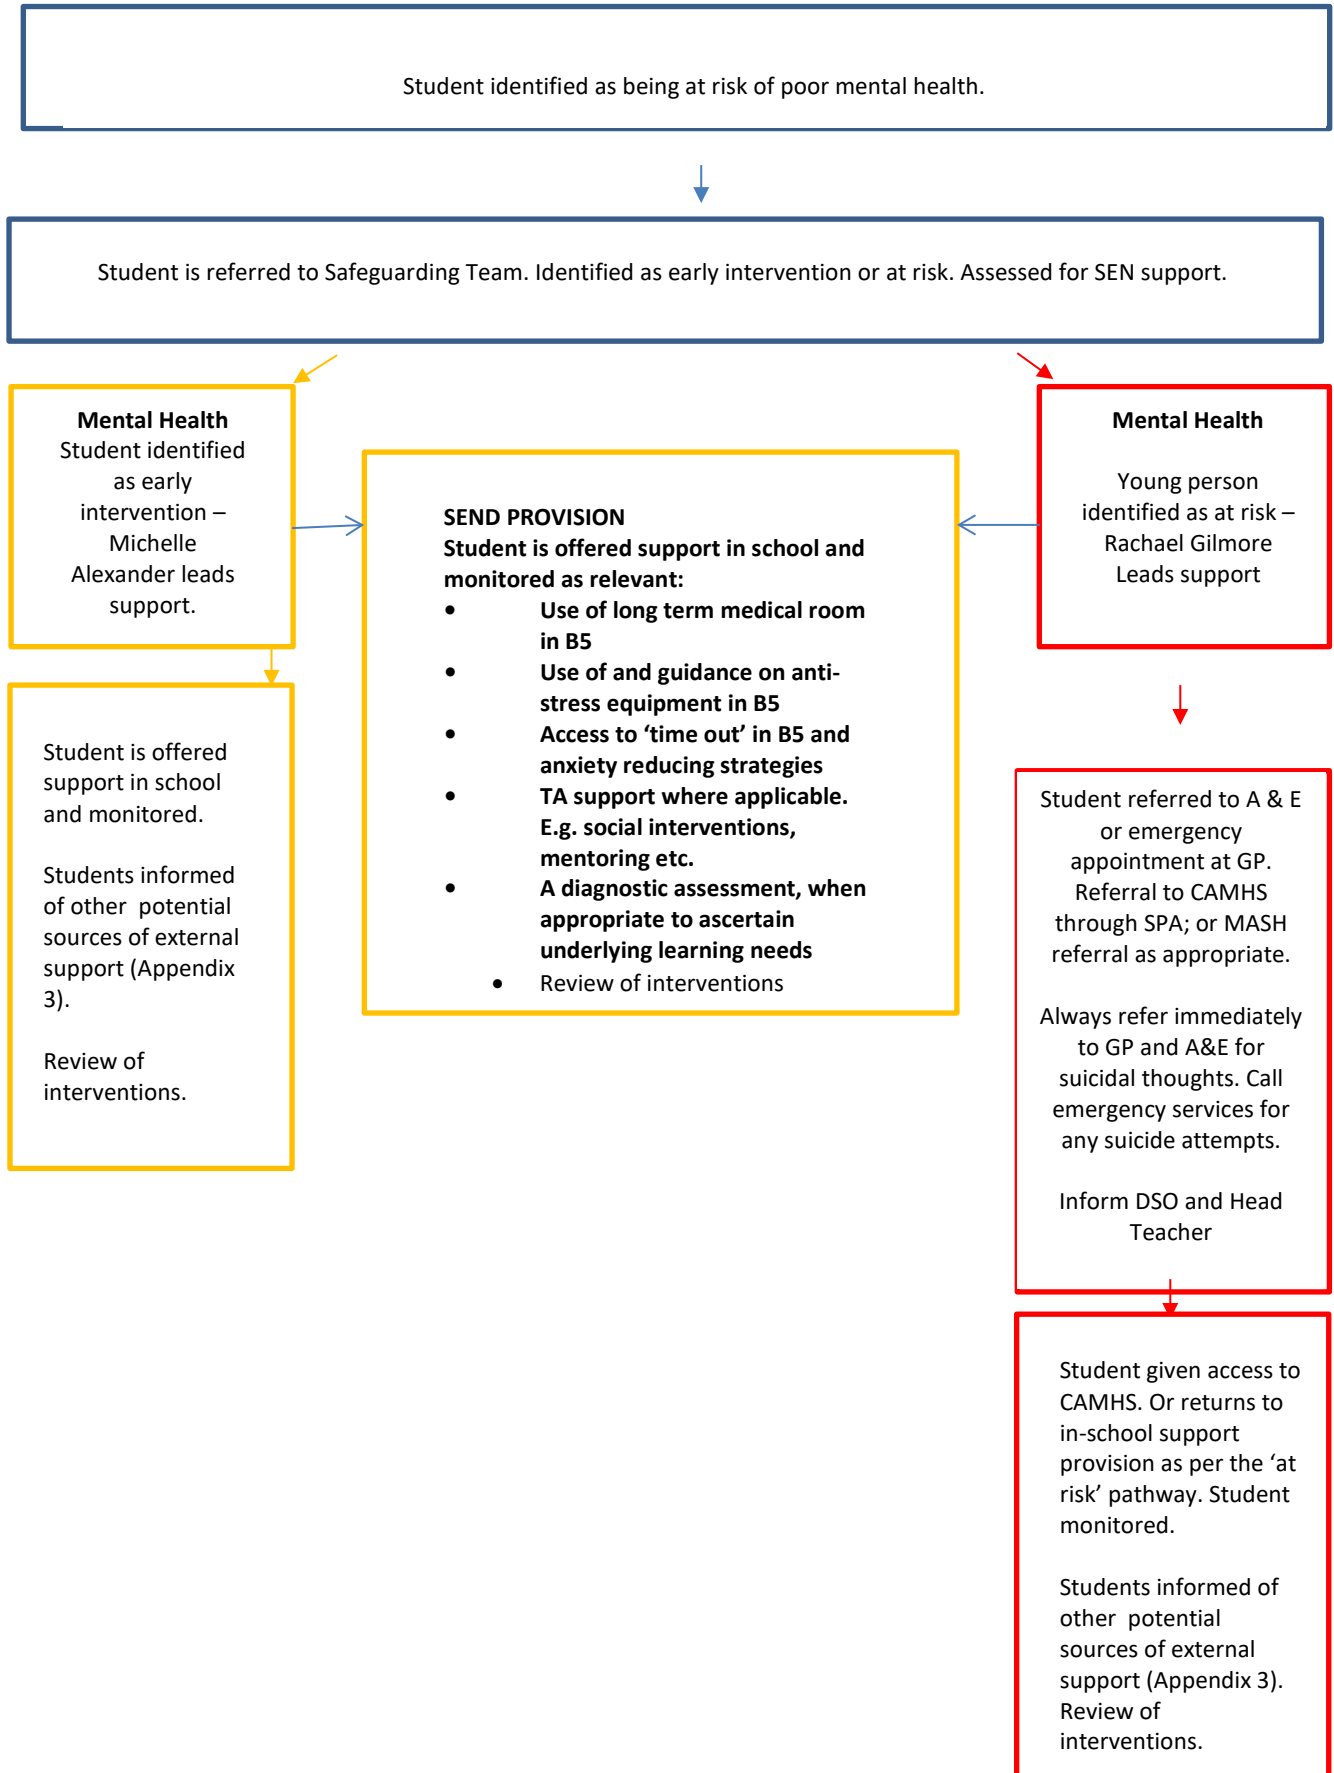 Student identified as being at risk of poor mental health.
Student is referred to Safeguarding Team. Identified as early intervention or at risk. Assessed for SEN support.
Mental Health
Student identified
as early
intervention –
Michelle
Alexander leads
support.
Student is offered
support in school
and monitored.
Students informed
of other  potential
sources of external
support (Appendix
3).
Review of
interventions.
SEND PROVISION
Student is offered support in school and
monitored as relevant:
• Use of long term medical room
in B5
• Use of and guidance on anti-
stress equipment in B5
• Access to ‘time out’ in B5 and
anxiety reducing strategies
• TA support where applicable.
E.g. social interventions,
mentoring etc.
• A diagnostic assessment, when
appropriate to ascertain
underlying learning needs
• Review of interventions
Mental Health
Young person
identified as at risk –
Rachael Gilmore
Leads support
Student referred to A & E
or emergency
appointment at GP.
Referral to CAMHS
through SPA; or MASH
referral as appropriate.
Always refer immediately
to GP and A&E for
suicidal thoughts. Call
emergency services for
any suicide attempts.
Inform DSO and Head
Teacher
Student given access to
CAMHS. Or returns to
in-school support
provision as per the ‘at
risk’ pathway. Student
monitored.
Students informed of
other  potential
sources of external
support (Appendix 3).
Review of
interventions.